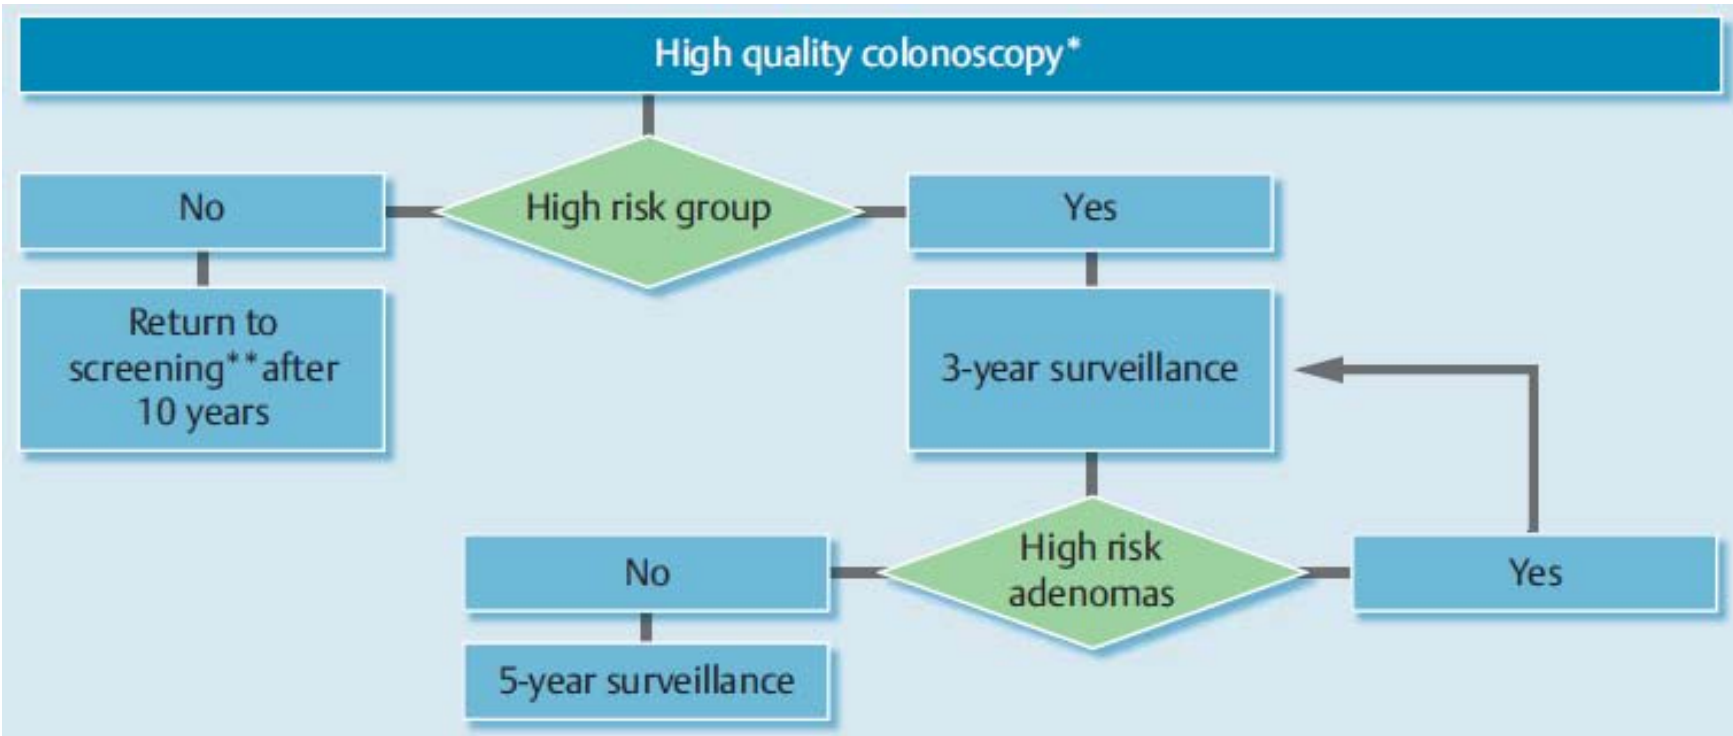 High quality colonoscopy*
No
High risk group
Yes
Return to
screening**after
10 years
3-year surveillance
No
High risk
adenomas
Yes
5-year surveillance